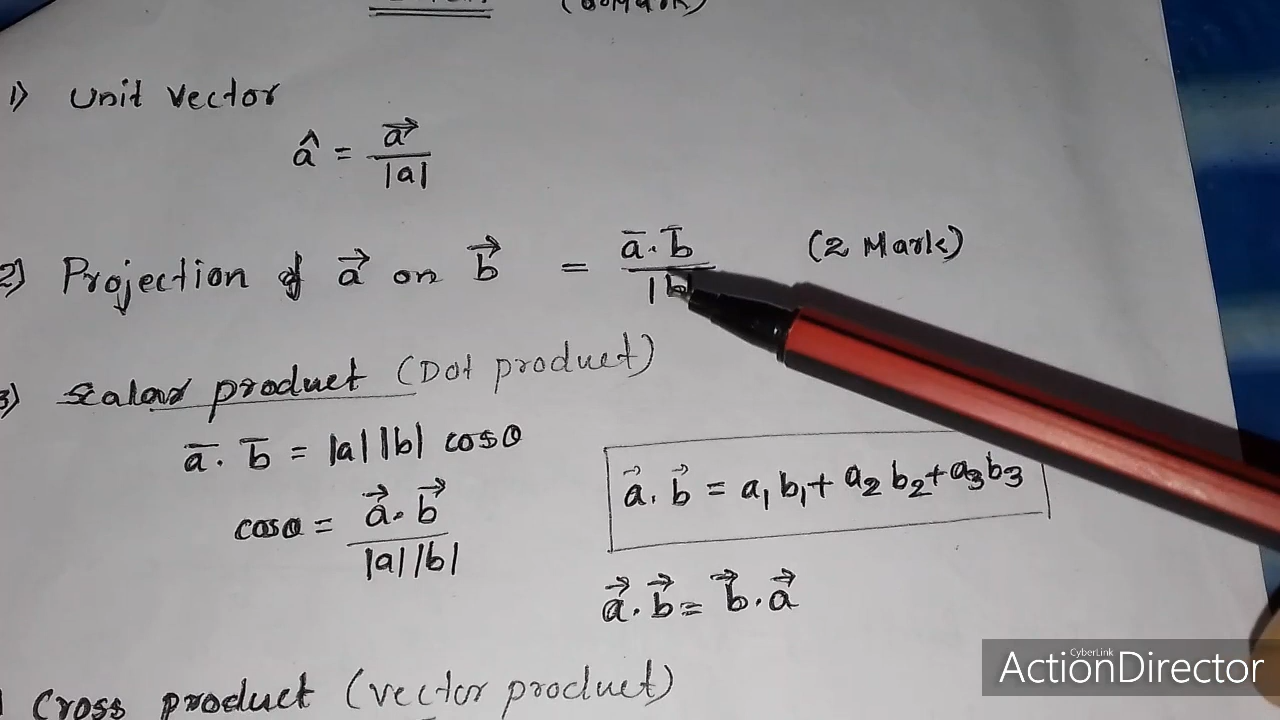 1) Unit Vector
â = a⃗ / |a|
2) Projection of a⃗ on b⃗ = a̅ . b̅ / |b| (2 Mark)
3) Scalar product (Dot product)
a̅ . b̅ = |a| |b| cosθ
cosθ = a⃗ . b⃗ / |a| |b|
a⃗ . b⃗ = a₁b₁ + a₂b₂ + a₃b₃
a⃗ . b⃗ = b⃗ . a⃗
Cross product (Vector product)
CyberLink
ActionDirector